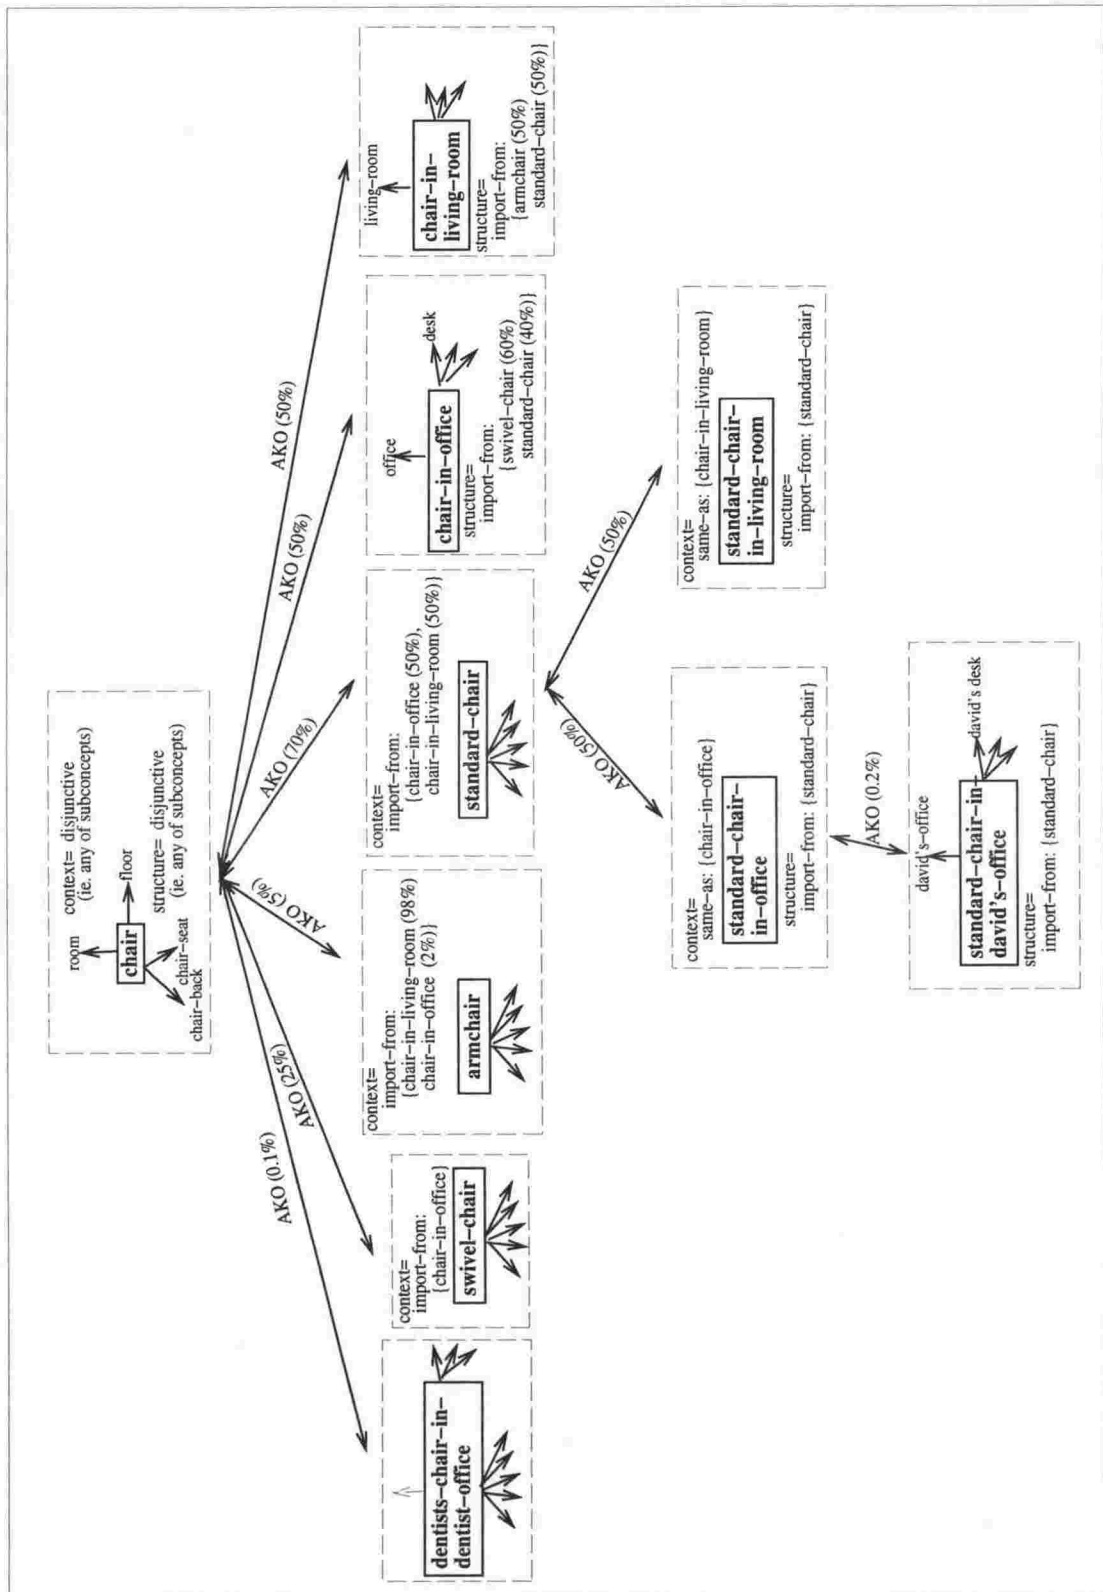 room
context= disjunctive
(ie. any of subconcepts)
chair
floor
chair-seat
chair-back
structure= disjunctive
(ie. any of subconcepts)
AKO (0.1%)
AKO (25%)
AKO (5%)
AKO (70%)
AKO (50%)
AKO (50%)
dentists-chair-in-
dentist-office
context=
import-from:
{chair-in-office}
swivel-chair
context=
import-from:
{chair-in-living-room (98%)
chair-in-office (2%)}
armchair
context=
import-from:
{chair-in-office (50%),
chair-in-living-room (50%)}
standard-chair
office
chair-in-office
desk
structure=
import-from:
{swivel-chair (60%)
standard-chair (40%)}
living-room
chair-in-
living-room
structure=
import-from:
{armchair (50%)
standard-chair (50%)}
AKO (50%)
AKO (50%)
context=
same-as: {chair-in-office}
standard-chair-
in-office
structure=
import-from: {standard-chair}
context=
same-as: {chair-in-living-room}
standard-chair-
in-living-room
structure=
import-from: {standard-chair}
AKO (0.2%)
david's-office
standard-chair-in-
david's-office
david's desk
structure=
import-from: {standard-chair}